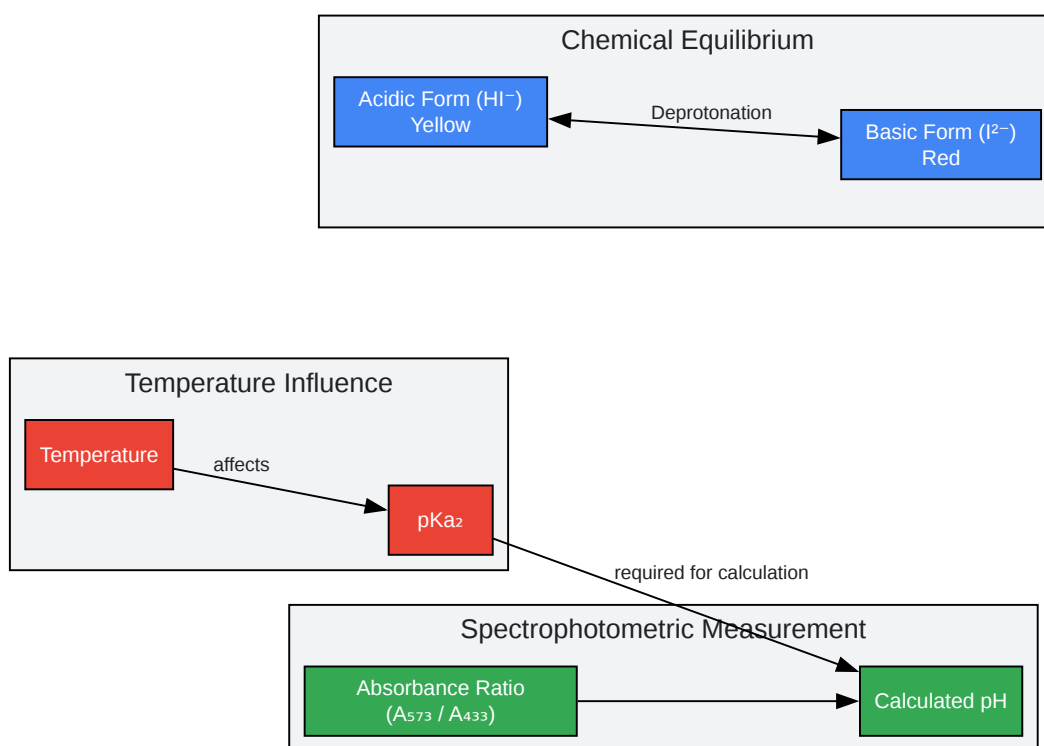 Chemical Equilibrium
Acidic Form (HI⁻)
Yellow
Deprotonation
Basic Form (I²⁻)
Red
Temperature Influence
Temperature
affects
pKa₂
required for calculation
Spectrophotometric Measurement
Absorbance Ratio
(A₅₇₃ / A₄₃₃)
Calculated pH